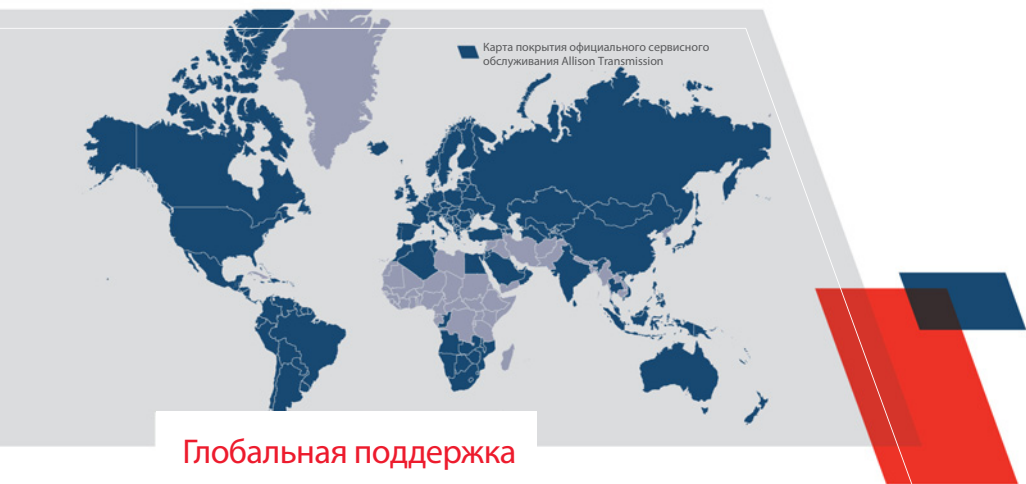 Карта покрытия официального сервисного
обслуживания Allison Transmission
Глобальная поддержка